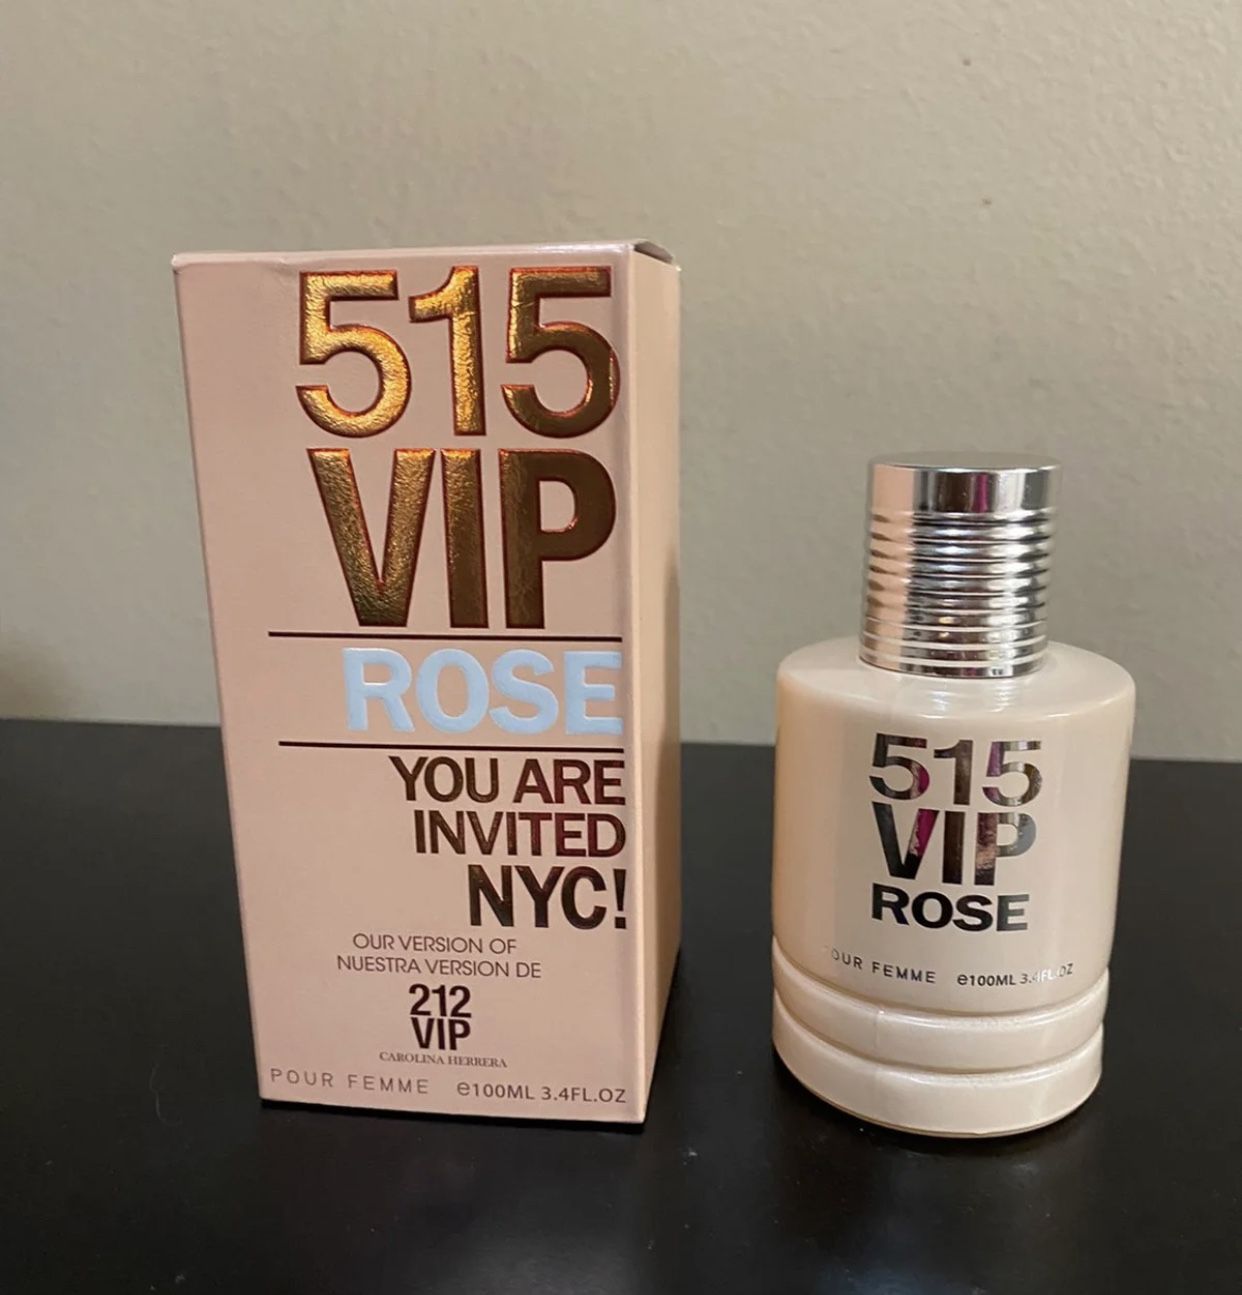 515
VIP
ROSE
YOU ARE
INVITED
NYC!
OUR VERSION OF
NUESTRA VERSION DE
212
VIP
CAROLINA HERRERA
POUR FEMME e100ML 3.4FL.OZ
515
VIP
ROSE
POUR FEMME e100ML 3.4FL.OZ